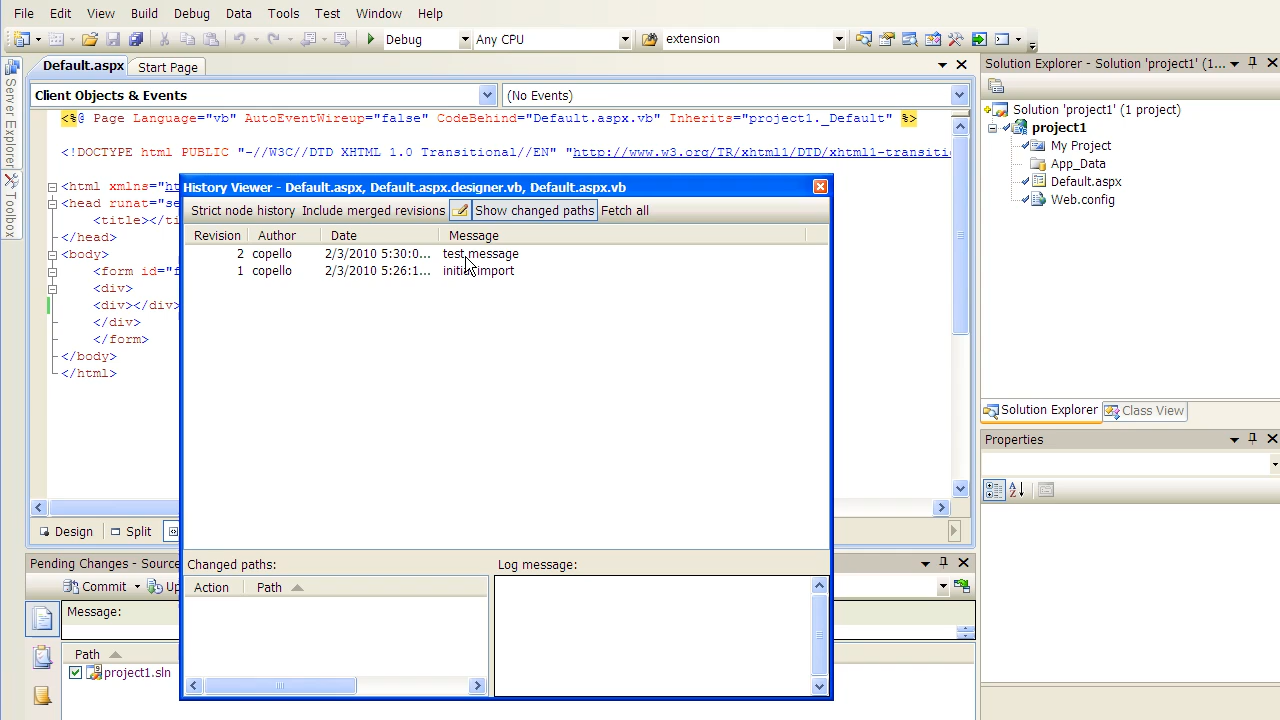 File Edit View Build Debug Data Tools Test Window Help
Debug Any CPU extension
Default.aspx Start Page
Client Objects & Events (No Events)
<%@ Page Language="vb" AutoEventWireup="false" CodeBehind="Default.aspx.vb" Inherits="project1._Default" %>
<!DOCTYPE html PUBLIC "-//W3C//DTD XHTML 1.0 Transitional//EN" "http://www.w3.org/TR/xhtml1/DTD/xhtml1-transiti
<html xmlns="ht
<head runat="se
<title></ti
</head>
<body>
<form id="f
<div>
<div></div>
</div>
</form>
</body>
</html>
Design Split
Server Explorer
Toolbox
History Viewer - Default.aspx, Default.aspx.designer.vb, Default.aspx.vb
Strict node history Include merged revisions Show changed paths Fetch all
Revision Author Date Message
2 copello 2/3/2010 5:30:0... test message
1 copello 2/3/2010 5:26:1... initial import
Changed paths: Log message:
Action Path
Pending Changes - Source
Commit Up
Message:
Path
project1.sln
Solution Explorer - Solution 'project1' (1...
Solution 'project1' (1 project)
project1
My Project
App_Data
Default.aspx
Web.config
Solution Explorer Class View
Properties